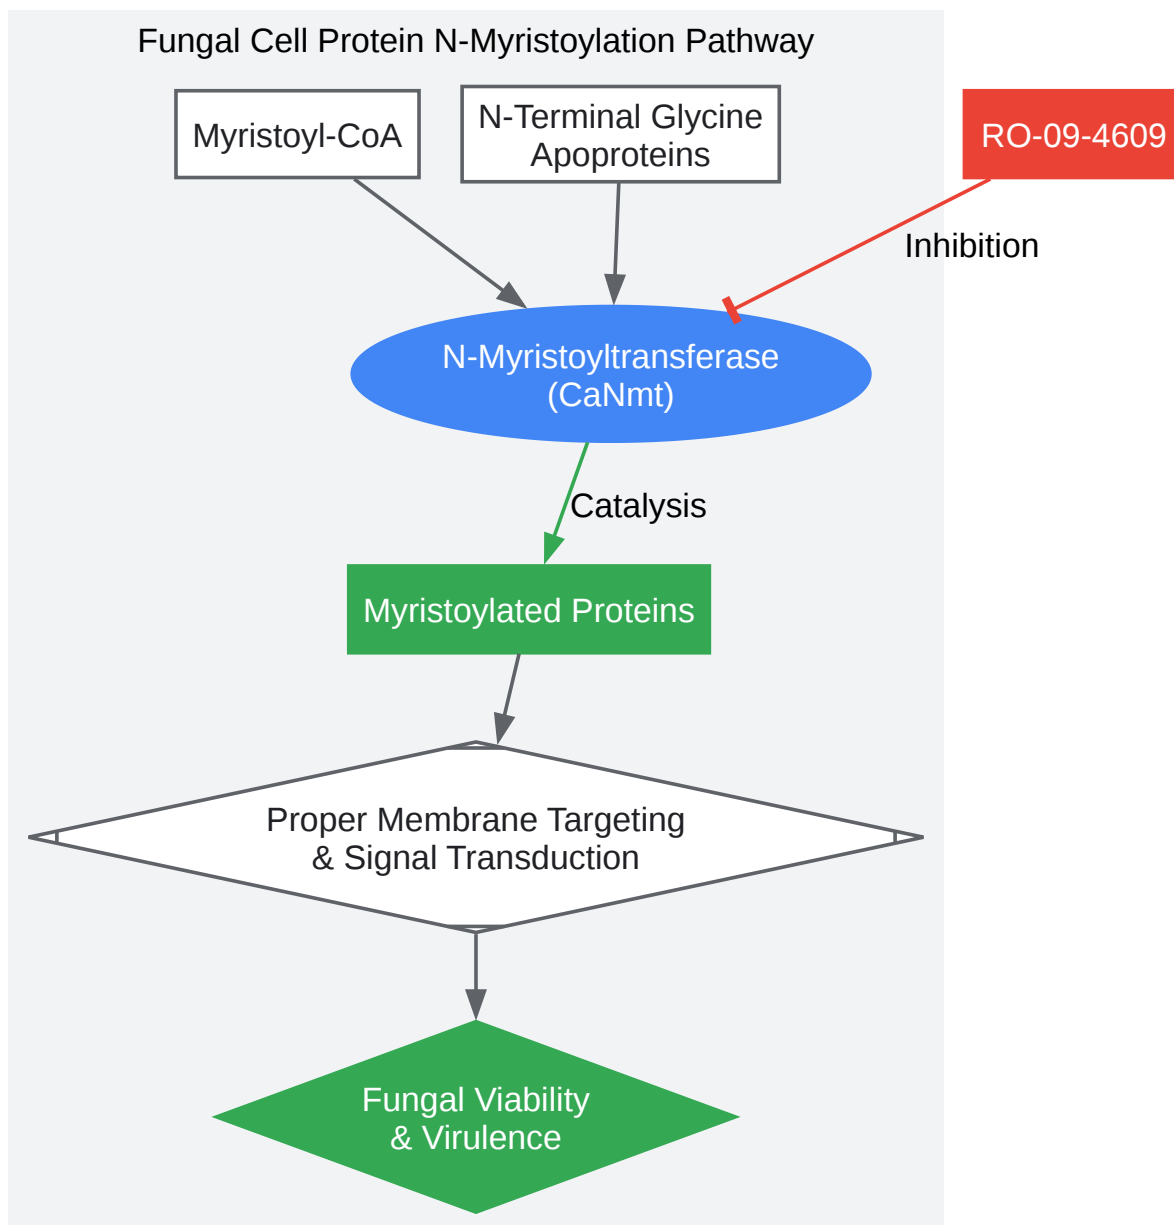 Fungal Cell Protein N-Myristoylation Pathway
Myristoyl-CoA
N-Terminal Glycine
Apoproteins
RO-09-4609
Inhibition
N-Myristoyltransferase
(CaNmt)
Catalysis
Myristoylated Proteins
Proper Membrane Targeting
& Signal Transduction
Fungal Viability
& Virulence